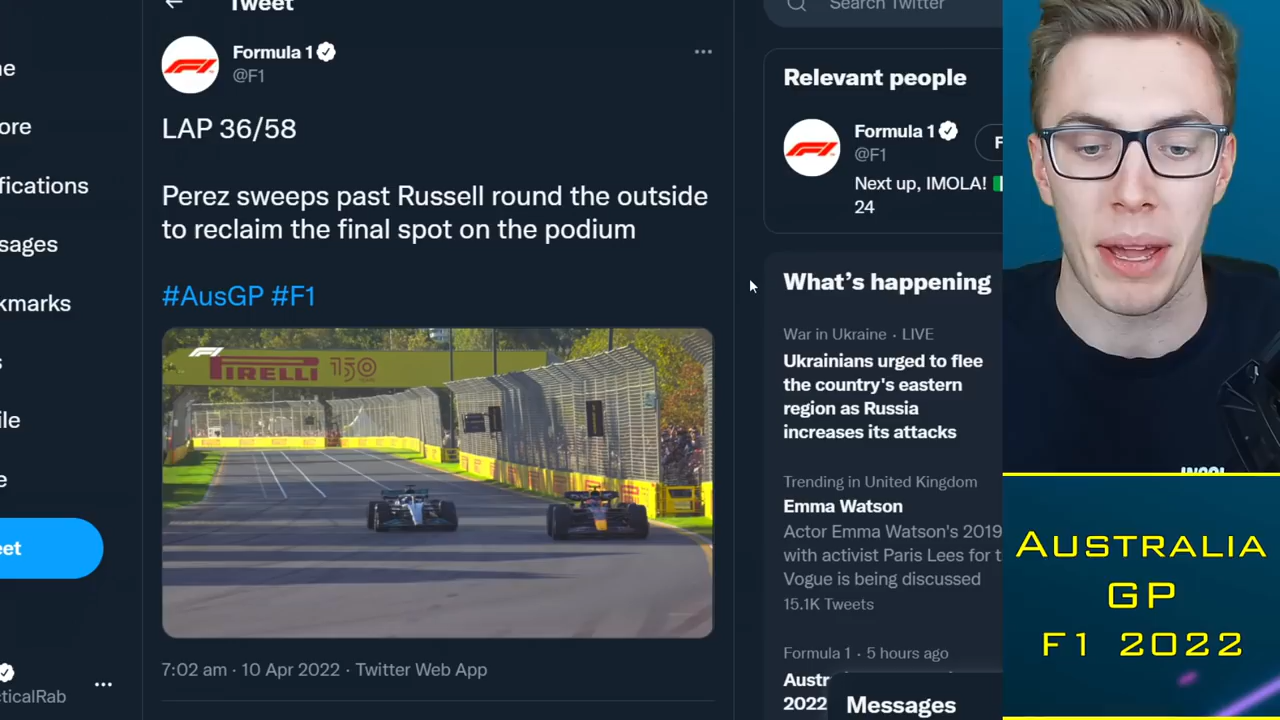 Tweet
Search Twitter
Formula 1
@F1
LAP 36/58
Perez sweeps past Russell round the outside
to reclaim the final spot on the podium
#AusGP #F1
PIRELLI 150
7:02 am · 10 Apr 2022 · Twitter Web App
Relevant people
Formula 1
@F1
F
Next up, IMOLA!
24
What's happening
War in Ukraine · LIVE
Ukrainians urged to flee
the country's eastern
region as Russia
increases its attacks
Trending in United Kingdom
Emma Watson
Actor Emma Watson's 2019
with activist Paris Lees for t
Vogue is being discussed
15.1K Tweets
Formula 1 · 5 hours ago
Austr
2022
Messages
ne
ore
fications
sages
kmarks
s
ile
e
eet
cticalRab
AUSTRALIA
GP
F1 2022